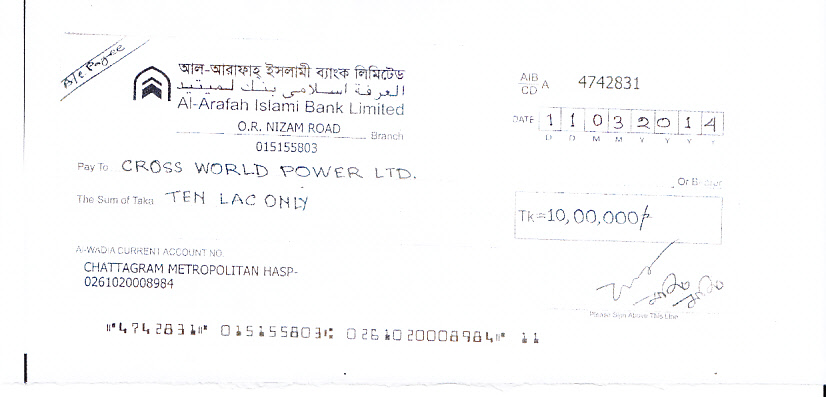 A/c Payee
আল-আরাফাহ্ ইসলামী ব্যাংক লিমিটেড
العرفة اسلامى بنك لميتيد
Al-Arafah Islami Bank Limited
O.R. NIZAM ROAD Branch
015155803
AIB
CD A 4742831
DATE 1 1 0 3 2 0 1 4
D D M M Y Y Y Y
Pay To CROSS WORLD POWER LTD.
Or Bearer
The Sum of Taka TEN LAC ONLY
Tk=10,00,000/-
Al-WADIA CURRENT ACCOUNT NO.
CHATTAGRAM METROPOLITAN HASP-
0261020008984
Please Sign Above This Line
⑈4742831⑈ 015155803⑆ 0261020008984⑈ 11